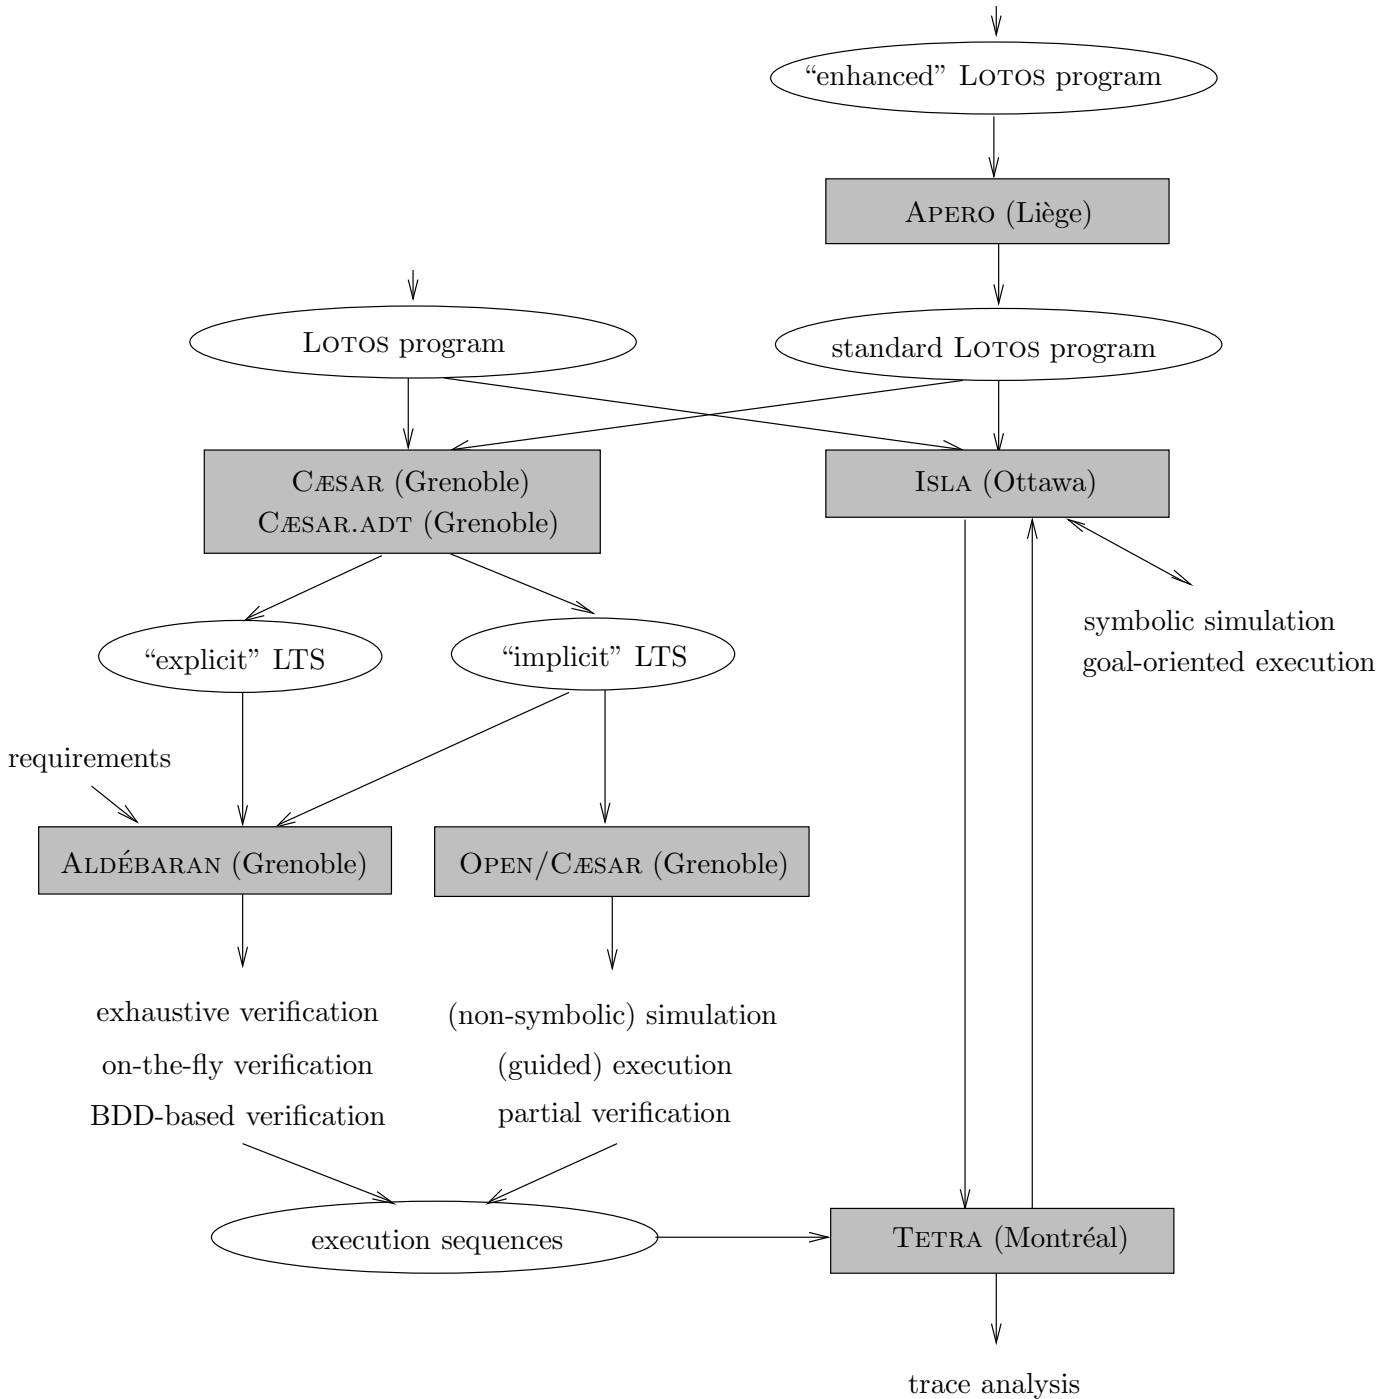 “enhanced” LOTOS program
APERO (Liège)
LOTOS program
standard LOTOS program
CÆSAR (Grenoble)
CÆSAR.ADT (Grenoble)
ISLA (Ottawa)
symbolic simulation
goal-oriented execution
“explicit” LTS
“implicit” LTS
requirements
ALDÉBARAN (Grenoble)
OPEN/CÆSAR (Grenoble)
exhaustive verification
on-the-fly verification
BDD-based verification
(non-symbolic) simulation
(guided) execution
partial verification
execution sequences
TETRA (Montréal)
trace analysis